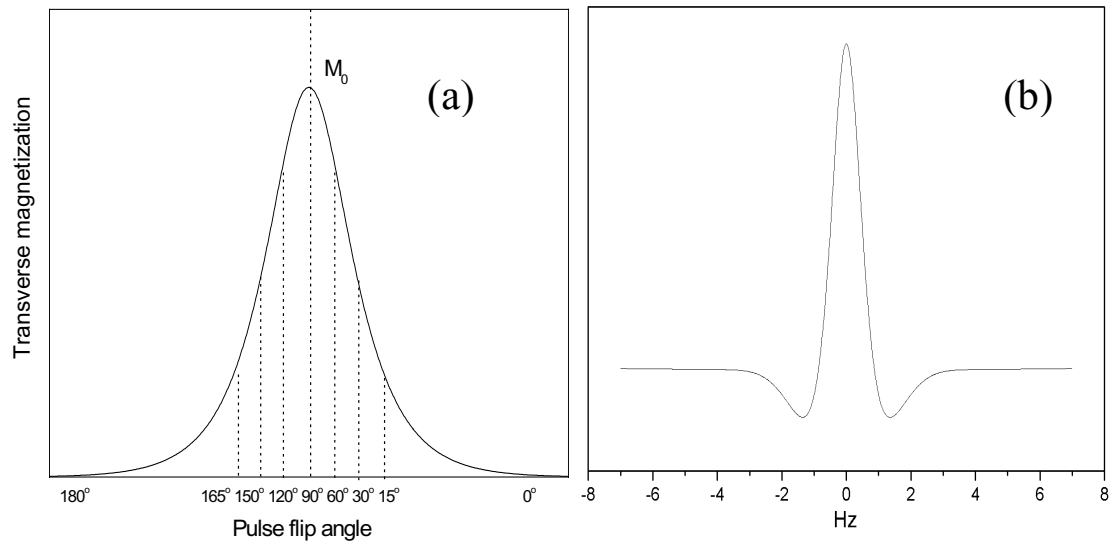 M₀
(a)
Transverse magnetization
180° 165° 150° 120° 90° 60° 30° 15° 0°
Pulse flip angle
(b)
-8 -6 -4 -2 0 2 4 6 8
Hz